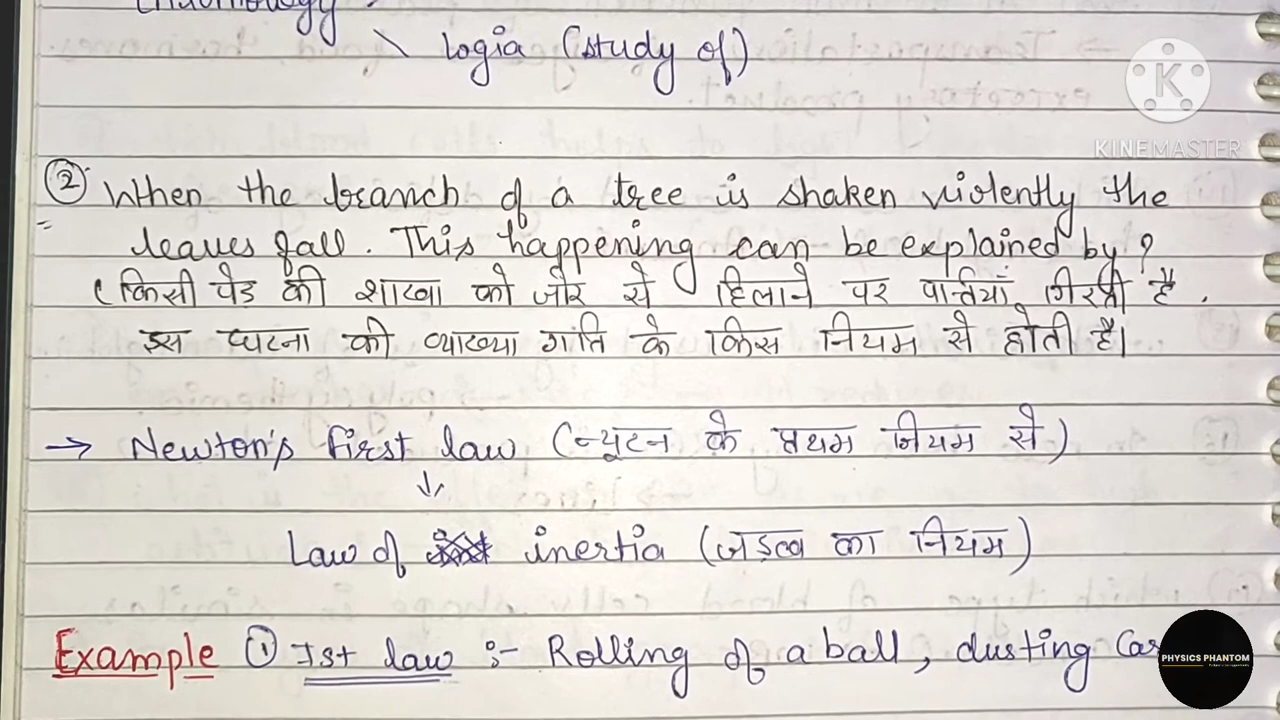 logia (study of)
K
KINEMASTER
② When the branch of a tree is shaken violently the
leaves fall. This happening can be explained by?
(किसी पेड की शाखा को जोर से हिलाने पर पत्तियां गिरती है.
इस घटना की व्याख्या गति के किस नियम से होती है।
→ Newton's first law (न्यूटन के प्रथम नियम से)
Law of inertia (जड़त्व का नियम)
Example ① Ist law :- Rolling of a ball, dusting Car
PHYSICS PHANTOM